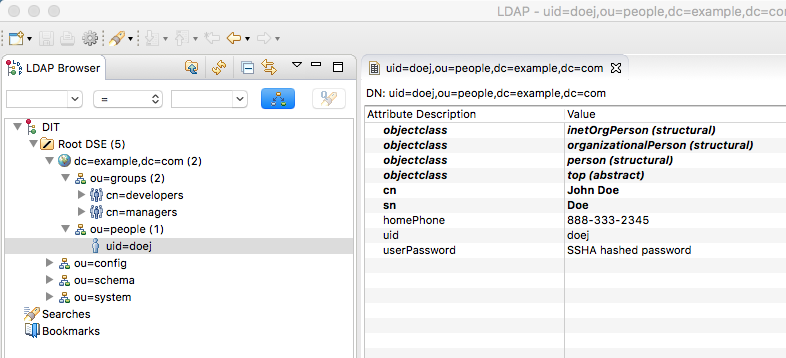 LDAP - uid=doej,ou=people,dc=example,dc=com
LDAP Browser
=
DIT
Root DSE (5)
dc=example,dc=com (2)
ou=groups (2)
cn=developers
cn=managers
ou=people (1)
uid=doej
ou=config
ou=schema
ou=system
Searches
Bookmarks
uid=doej,ou=people,dc=example,dc=com
DN: uid=doej,ou=people,dc=example,dc=com
Attribute Description Value
objectclass inetOrgPerson (structural)
objectclass organizationalPerson (structural)
objectclass person (structural)
objectclass top (abstract)
cn John Doe
sn Doe
homePhone 888-333-2345
uid doej
userPassword SSHA hashed password